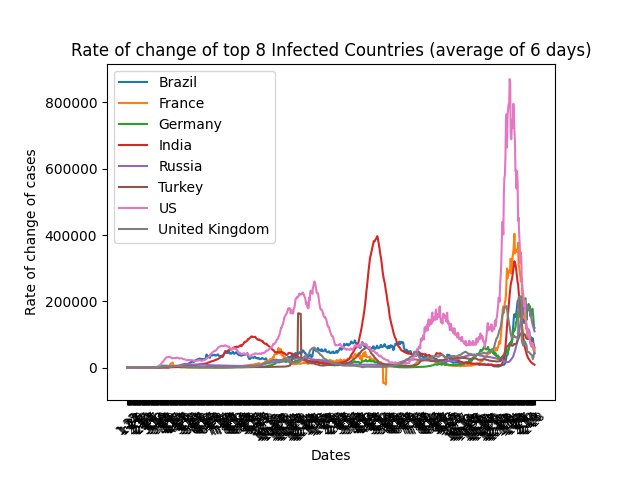 Rate of change of top 8 Infected Countries (average of 6 days)
Brazil
France
Germany
India
Russia
Turkey
US
United Kingdom
800000
600000
400000
200000
0
Rate of change of cases
Dates